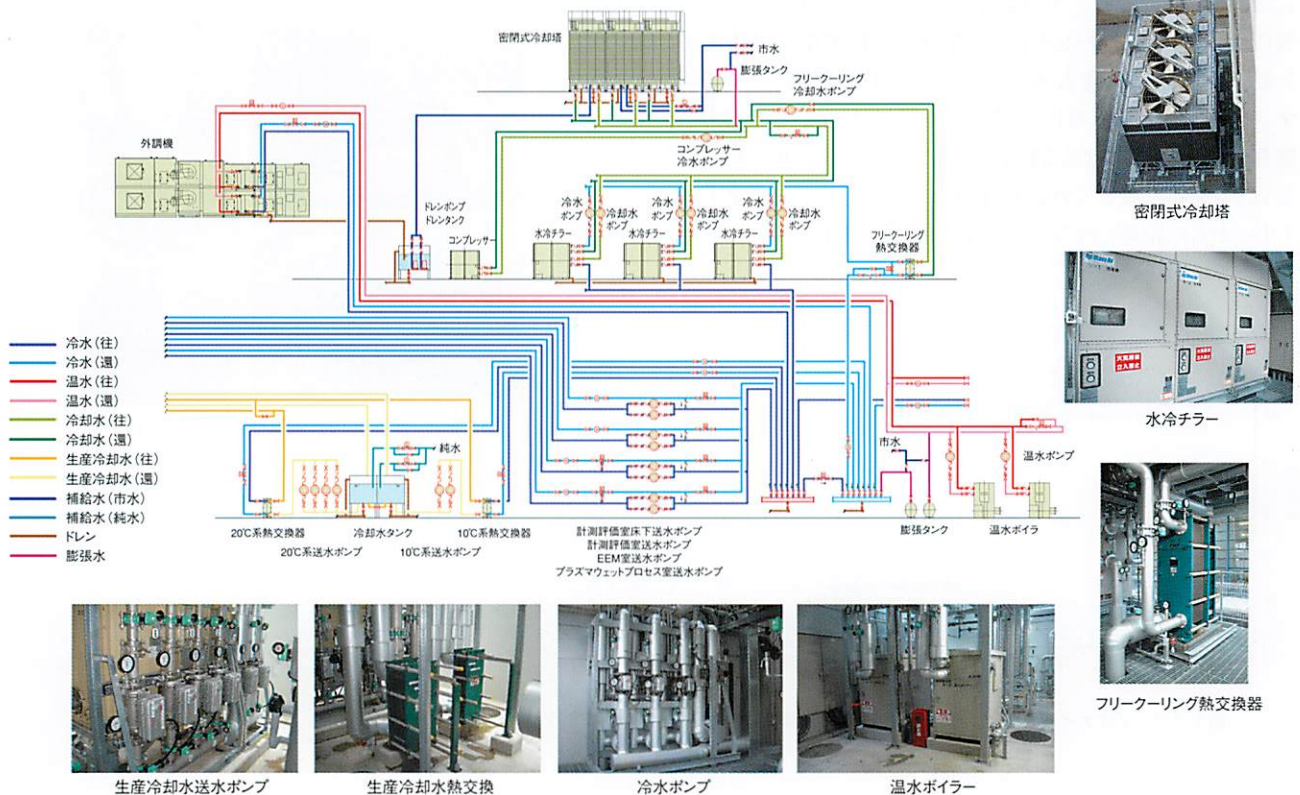 密閉式冷却塔
市水
膨張タンク
フリークーリング
冷却水ポンプ
外調機
コンプレッサー
冷水ポンプ
ドレンポンプ
ドレンタンク
コンプレッサー
冷水
ポンプ
冷却水
ポンプ
水冷チラー
冷水
ポンプ
冷却水
ポンプ
水冷チラー
冷水
ポンプ
冷却水
ポンプ
水冷チラー
フリークーリング
熱交換器
密閉式冷却塔
水冷チラー
冷水（往）
冷水（還）
温水（往）
温水（還）
冷却水（往）
冷却水（還）
生産冷却水（往）
生産冷却水（還）
補給水（市水）
補給水（純水）
ドレン
膨張水
純水
市水
温水ポンプ
20℃系熱交換器
冷却水タンク
10℃系熱交換器
20℃系送水ポンプ
10℃系送水ポンプ
計測評価室床下送水ポンプ
計測評価室送水ポンプ
EEM室送水ポンプ
プラズマウェットプロセス室送水ポンプ
膨張タンク
温水ボイラ
フリークーリング熱交換器
生産冷却水送水ポンプ
生産冷却水熱交換
冷水ポンプ
温水ボイラー